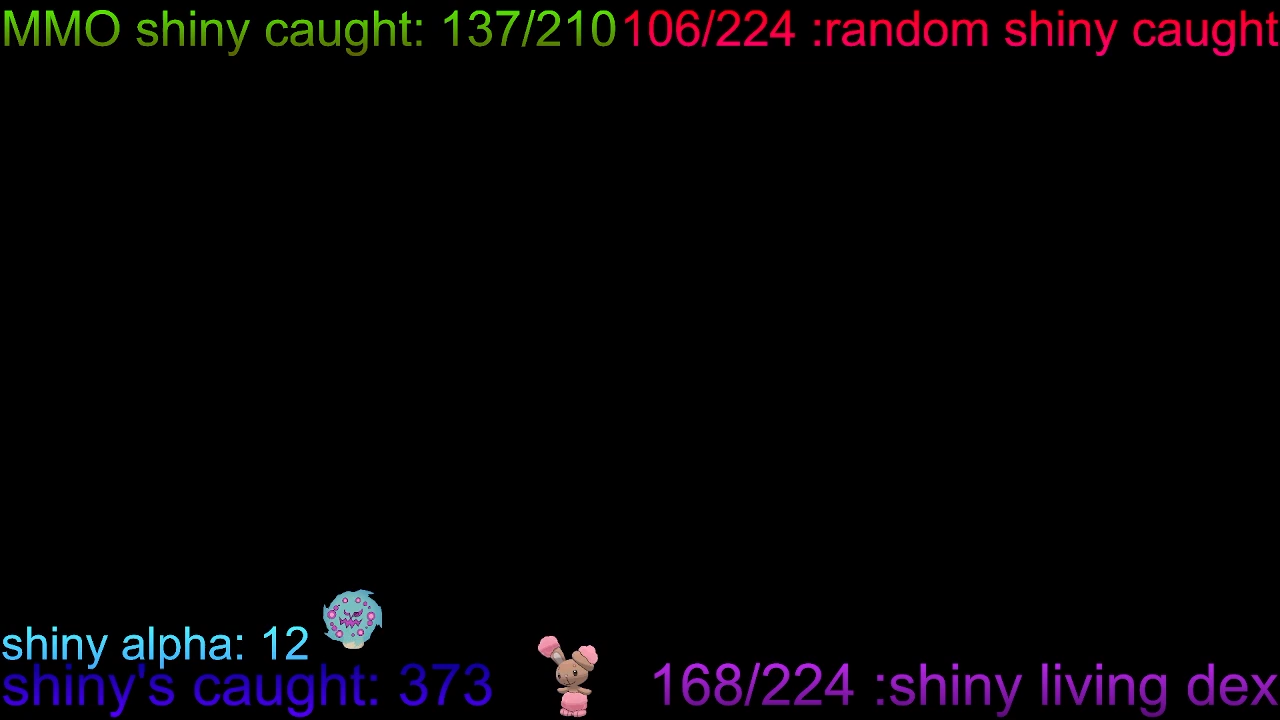 MMO shiny caught: 137/210
106/224 :random shiny caught
shiny alpha: 12
shiny's caught: 373
168/224 :shiny living dex